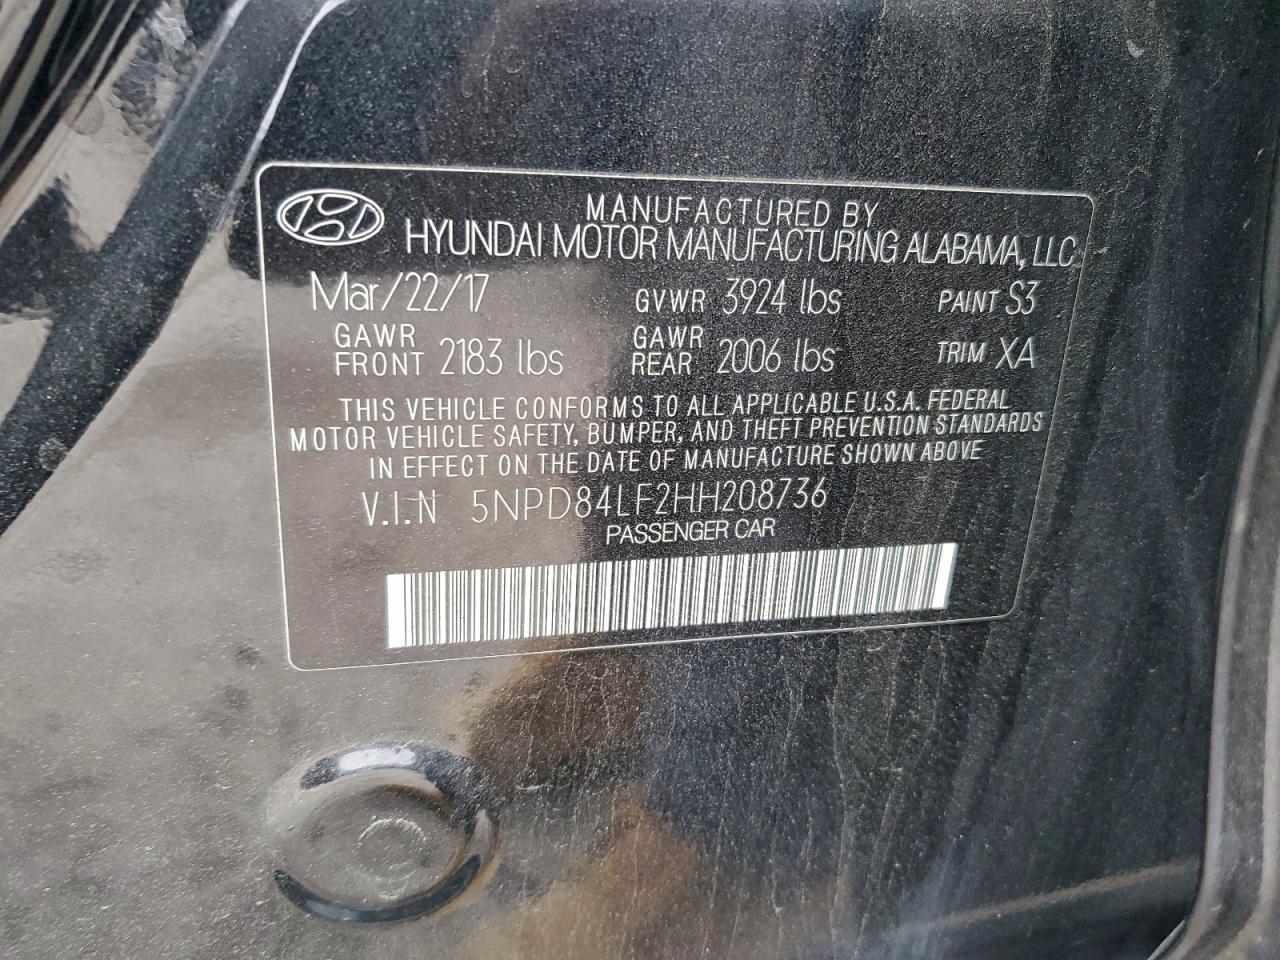 MANUFACTURED BY
HYUNDAI MOTOR MANUFACTURING ALABAMA, LLC
Mar/22/17 GVWR 3924 lbs PAINT S3
GAWR FRONT 2183 lbs GAWR REAR 2006 lbs TRIM XA
THIS VEHICLE CONFORMS TO ALL APPLICABLE U.S.A. FEDERAL
MOTOR VEHICLE SAFETY, BUMPER, AND THEFT PREVENTION STANDARDS
IN EFFECT ON THE DATE OF MANUFACTURE SHOWN ABOVE
V.I.N 5NPD84LF2HH208736
PASSENGER CAR